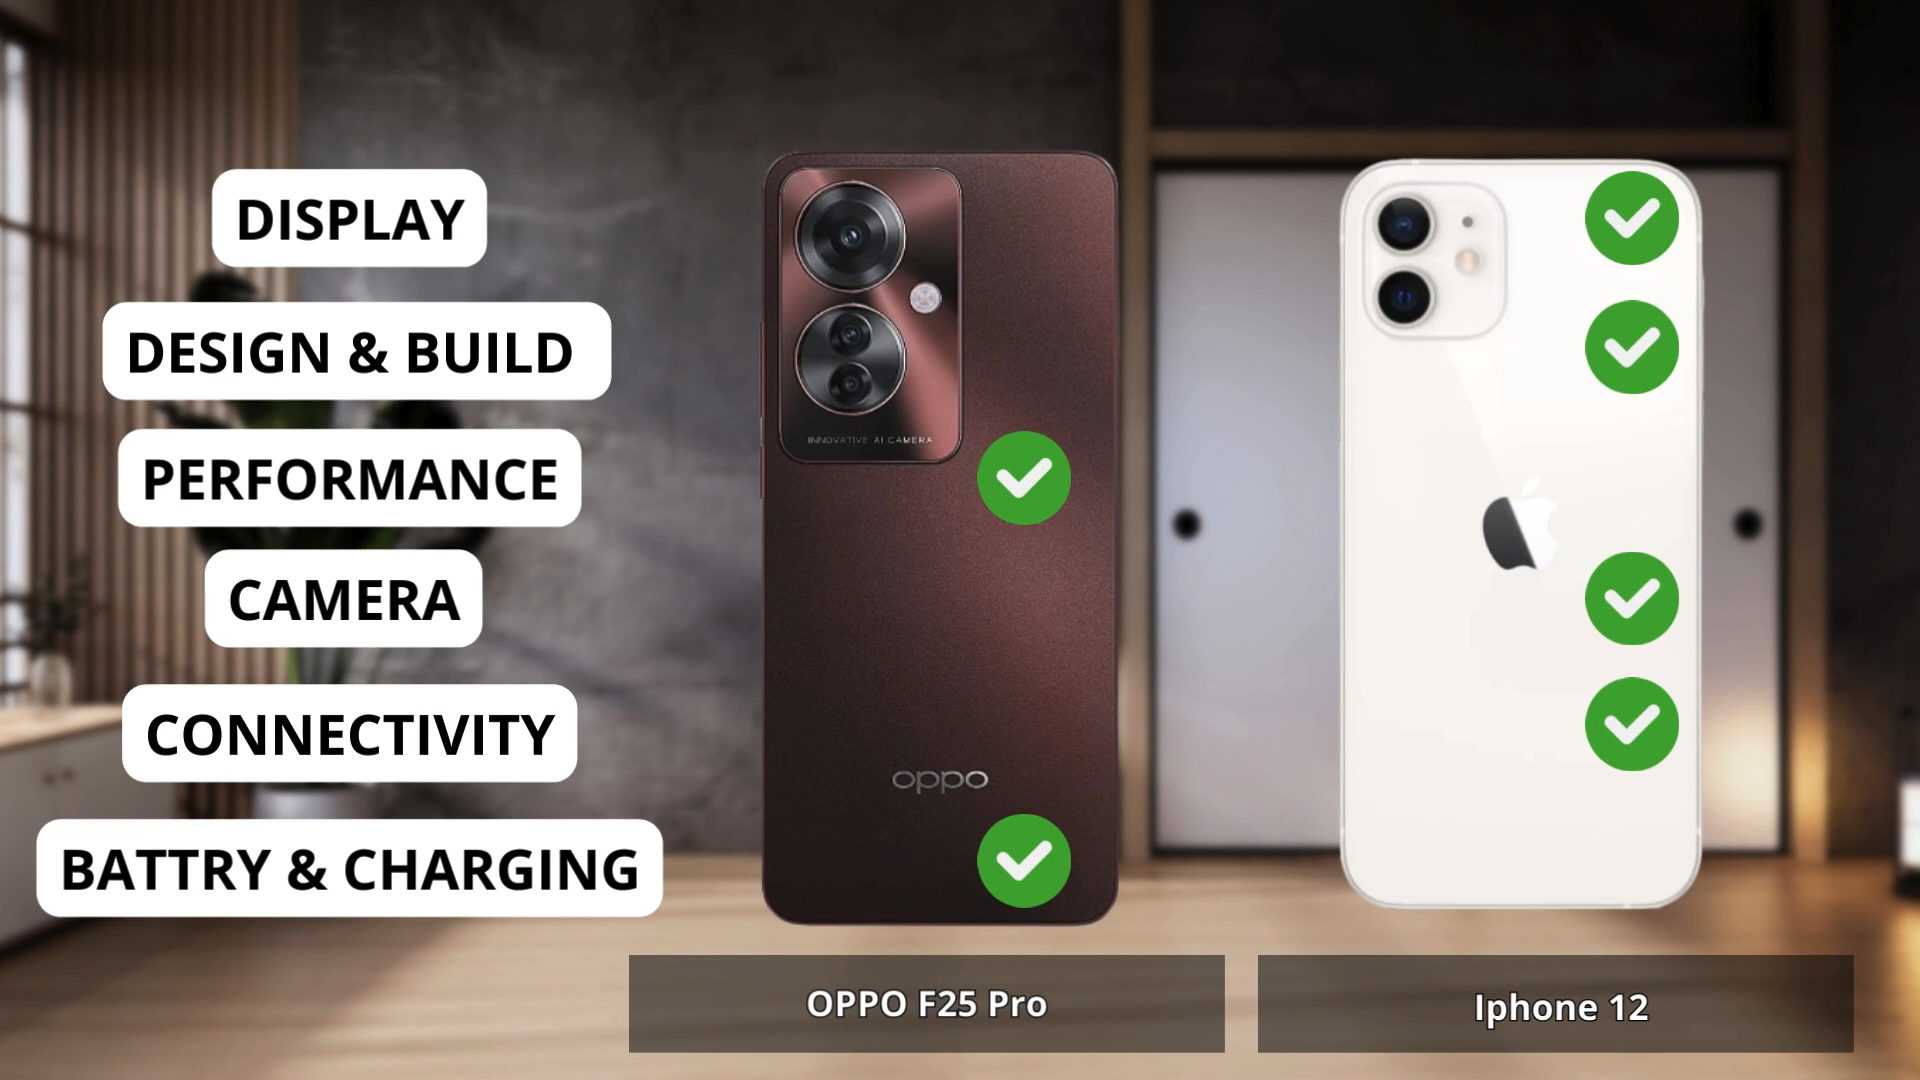 DISPLAY
DESIGN & BUILD
PERFORMANCE
CAMERA
CONNECTIVITY
BATTRY & CHARGING
INNOVATIVE AI CAMERA
oppo
OPPO F25 Pro
Iphone 12